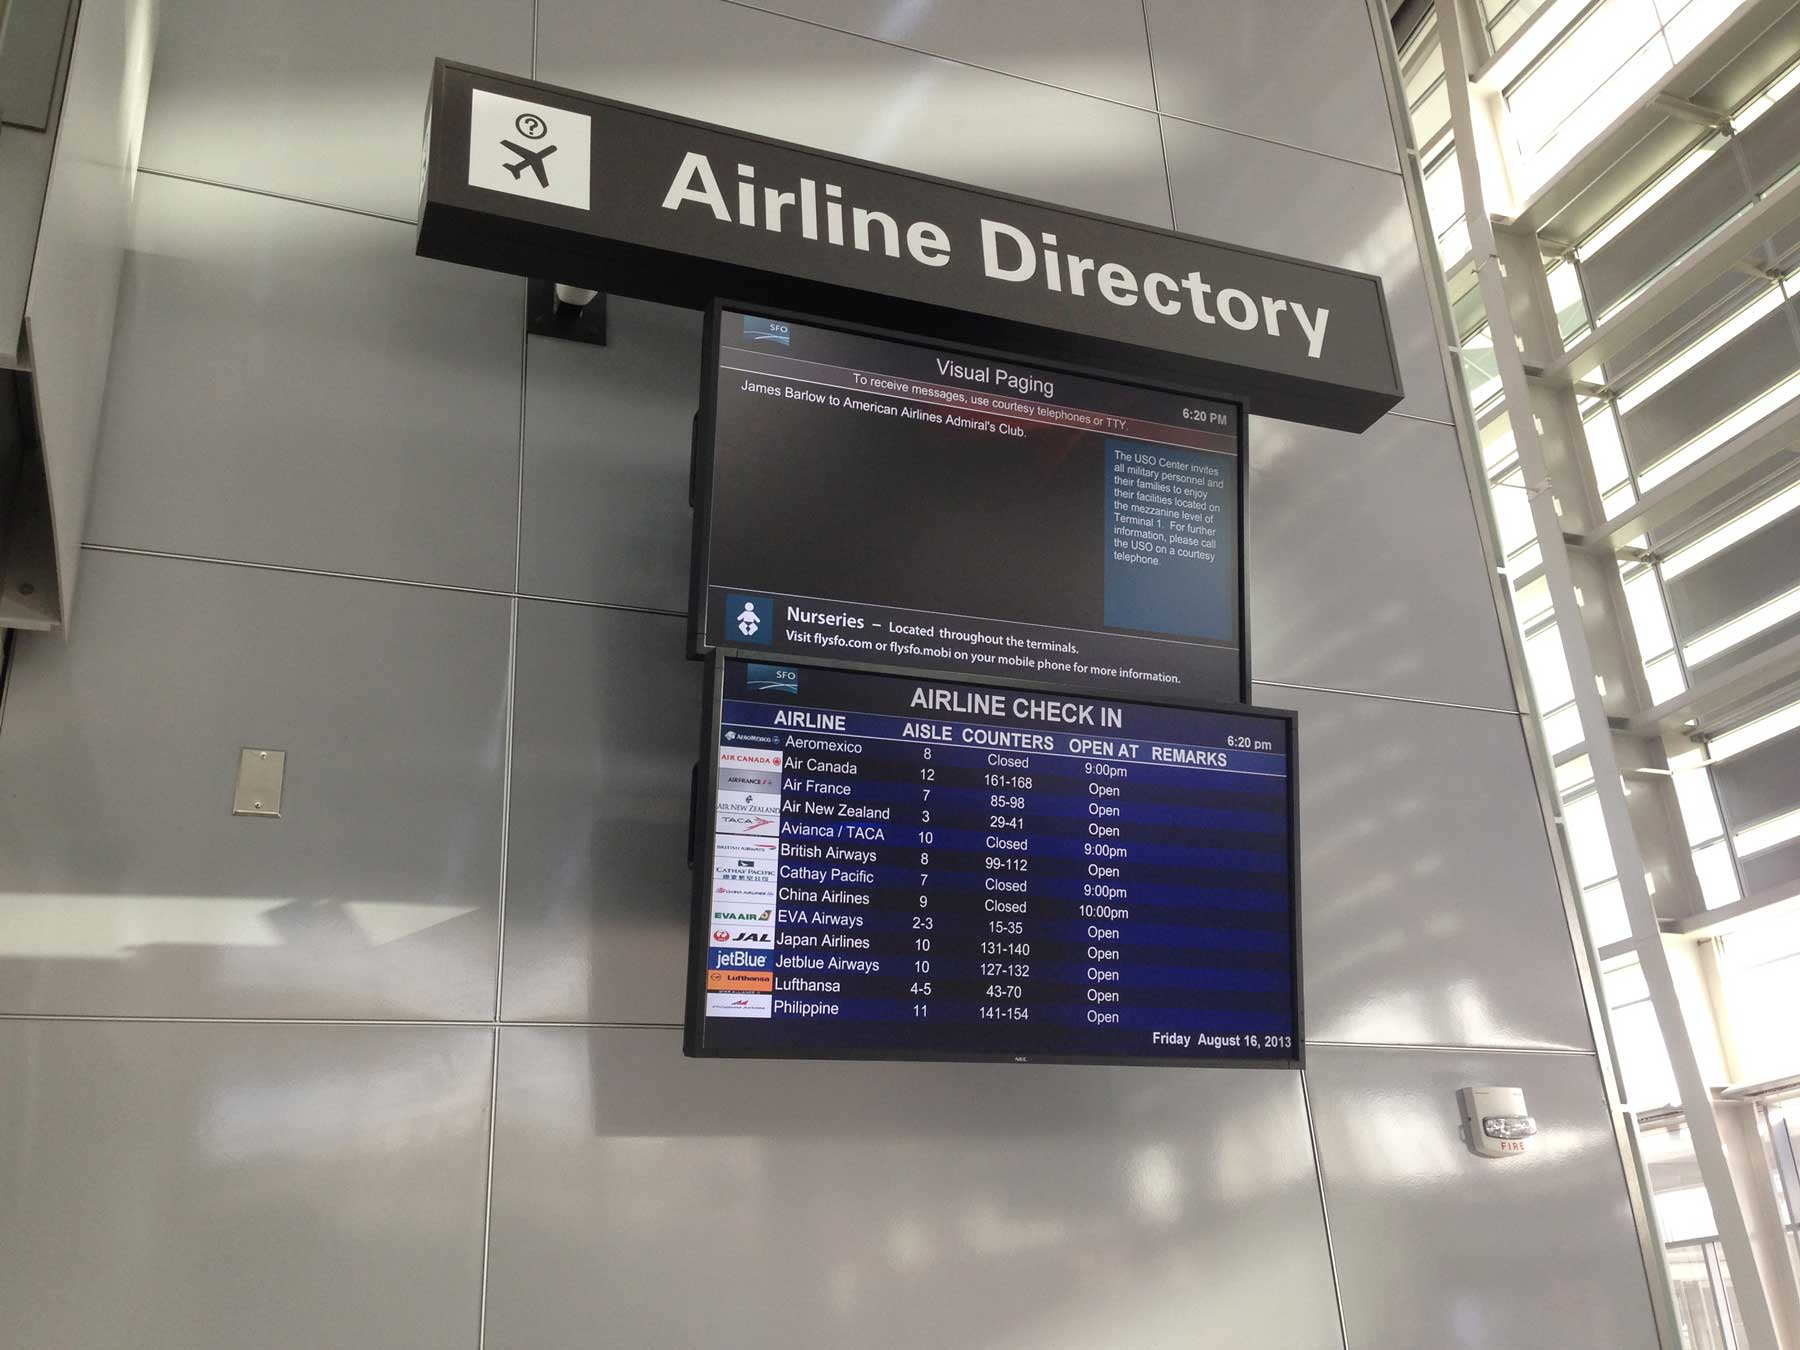 ?
Airline Directory
SFO
Visual Paging
To receive messages, use courtesy telephones or TTY.
6:20 PM
James Barlow to American Airlines Admiral's Club.
The USO Center invites
all military personnel and
their families to enjoy
their facilities located on
the mezzanine level of
Terminal 1. For further
information, please call
the USO on a courtesy
telephone.
Nurseries – Located throughout the terminals.
Visit flysfo.com or flysfo.mobi on your mobile phone for more information.
SFO
AIRLINE CHECK IN
6:20 pm
AIRLINE AISLE COUNTERS OPEN AT REMARKS
AEROMEXICO Aeromexico 8 Closed 9:00pm
AIR CANADA Air Canada 12 161-168 Open
AIRFRANCE Air France 7 85-98 Open
AIR NEW ZEALAND Air New Zealand 3 29-41 Open
TACA Avianca / TACA 10 Closed 9:00pm
BRITISH AIRWAYS British Airways 8 99-112 Open
CATHAY PACIFIC Cathay Pacific 7 Closed 9:00pm
CHINA AIRLINES China Airlines 9 Closed 10:00pm
EVA AIR EVA Airways 2-3 15-35 Open
JAL Japan Airlines 10 131-140 Open
jetBlue Jetblue Airways 10 127-132 Open
Lufthansa Lufthansa 4-5 43-70 Open
Philippine 11 141-154 Open
Friday August 16, 2013
NEC
FIRE